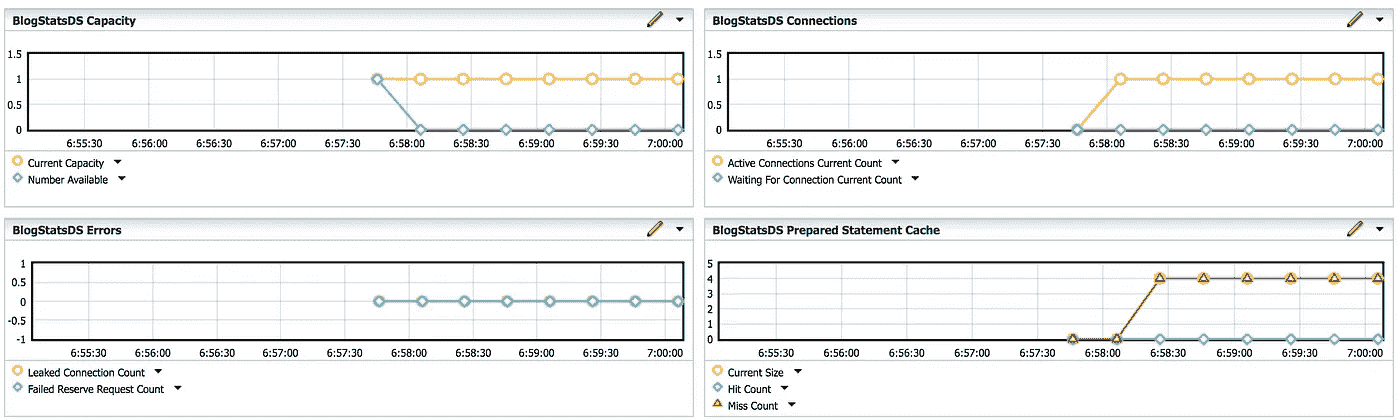 BlogStatsDS Capacity
1.5
1
0.5
0
6:55:30 6:56:00 6:56:30 6:57:00 6:57:30 6:58:00 6:58:30 6:59:00 6:59:30 7:00:00
Current Capacity
Number Available
BlogStatsDS Connections
1.5
1
0.5
0
6:55:30 6:56:00 6:56:30 6:57:00 6:57:30 6:58:00 6:58:30 6:59:00 6:59:30 7:00:00
Active Connections Current Count
Waiting For Connection Current Count
BlogStatsDS Errors
1
0.5
0
-0.5
-1
6:55:30 6:56:00 6:56:30 6:57:00 6:57:30 6:58:00 6:58:30 6:59:00 6:59:30 7:00:00
Leaked Connection Count
Failed Reserve Request Count
BlogStatsDS Prepared Statement Cache
5
4
3
2
1
0
6:55:30 6:56:00 6:56:30 6:57:00 6:57:30 6:58:00 6:58:30 6:59:00 6:59:30 7:00:00
Current Size
Hit Count
Miss Count